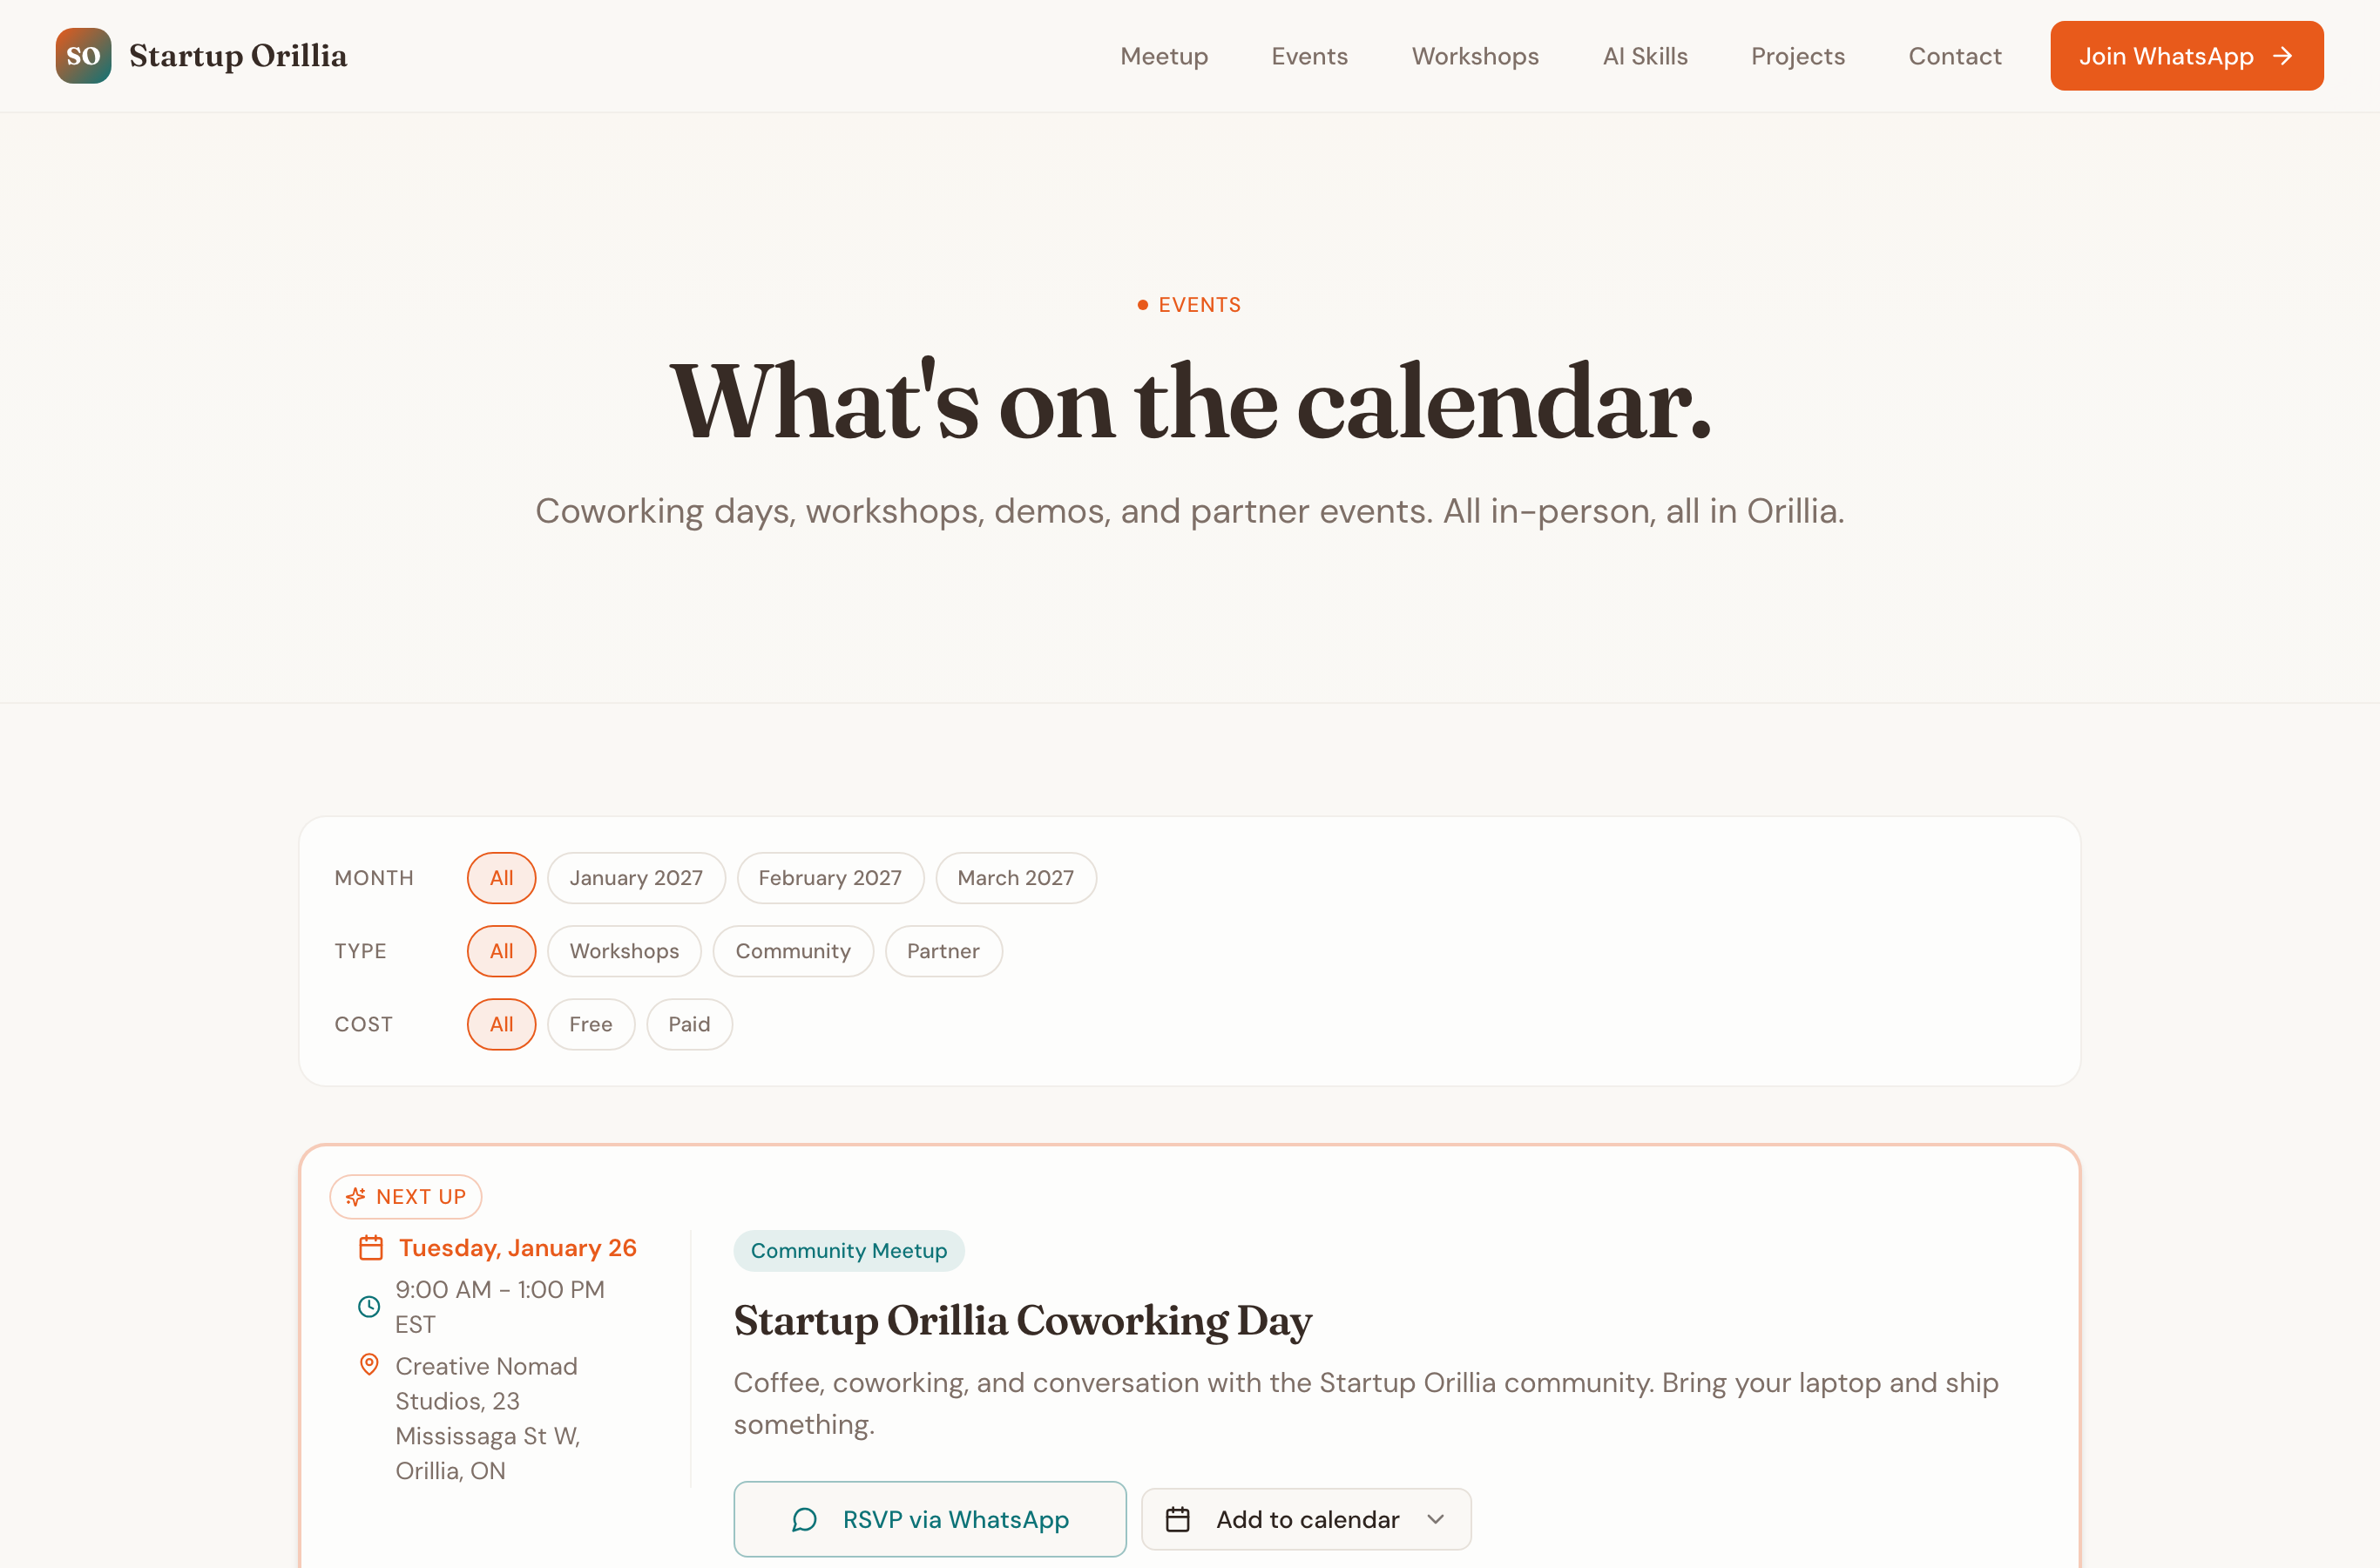 SO Startup Orillia Meetup Events Workshops AI Skills Projects Contact Join WhatsApp
EVENTS
What's on the calendar.
Coworking days, workshops, demos, and partner events. All in-person, all in Orillia.
MONTH All January 2027 February 2027 March 2027
TYPE All Workshops Community Partner
COST All Free Paid
NEXT UP
Tuesday, January 26
9:00 AM – 1:00 PM
EST
Creative Nomad
Studios, 23
Mississaga St W,
Orillia, ON
Community Meetup
Startup Orillia Coworking Day
Coffee, coworking, and conversation with the Startup Orillia community. Bring your laptop and ship
something.
RSVP via WhatsApp Add to calendar